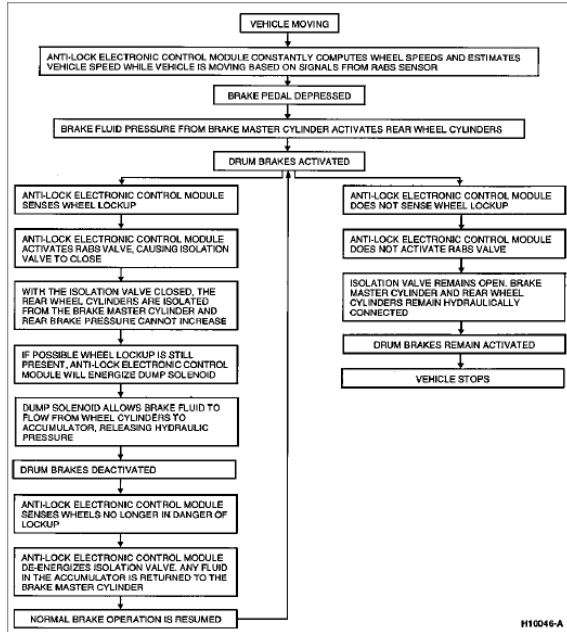 VEHICLE MOVING
ANTI-LOCK ELECTRONIC CONTROL MODULE CONSTANTLY COMPUTES WHEEL SPEEDS AND ESTIMATES
VEHICLE SPEED WHILE VEHICLE IS MOVING BASED ON SIGNALS FROM RABS SENSOR
BRAKE PEDAL DEPRESSED
BRAKE FLUID PRESSURE FROM BRAKE MASTER CYLINDER ACTIVATES REAR WHEEL CYLINDERS
DRUM BRAKES ACTIVATED
ANTI-LOCK ELECTRONIC CONTROL MODULE
SENSES WHEEL LOCKUP
ANTI-LOCK ELECTRONIC CONTROL MODULE
ACTIVATES RABS VALVE, CAUSING ISOLATION
VALVE TO CLOSE
WITH THE ISOLATION VALVE CLOSED, THE
REAR WHEEL CYLINDERS ARE ISOLATED
FROM THE BRAKE MASTER CYLINDER AND
REAR BRAKE PRESSURE CANNOT INCREASE
IF POSSIBLE WHEEL LOCKUP IS STILL
PRESENT, ANTI-LOCK ELECTRONIC CONTROL
MODULE WILL ENERGIZE DUMP SOLENOID
DUMP SOLENOID ALLOWS BRAKE FLUID TO
FLOW FROM WHEEL CYLINDERS TO
ACCUMULATOR, RELEASING HYDRAULIC
PRESSURE
DRUM BRAKES DEACTIVATED
ANTI-LOCK ELECTRONIC CONTROL MODULE
SENSES WHEELS NO LONGER IN DANGER OF
LOCKUP
ANTI-LOCK ELECTRONIC CONTROL MODULE
DE-ENERGIZES ISOLATION VALVE. ANY FLUID
IN THE ACCUMULATOR IS RETURNED TO THE
BRAKE MASTER CYLINDER
NORMAL BRAKE OPERATION IS RESUMED
ANTI-LOCK ELECTRONIC CONTROL MODULE
DOES NOT SENSE WHEEL LOCKUP
ANTI-LOCK ELECTRONIC CONTROL MODULE
DOES NOT ACTIVATE RABS VALVE
ISOLATION VALVE REMAINS OPEN. BRAKE
MASTER CYLINDER AND REAR WHEEL
CYLINDERS REMAIN HYDRAULICALLY
CONNECTED
DRUM BRAKES REMAIN ACTIVATED
VEHICLE STOPS
H10046-A